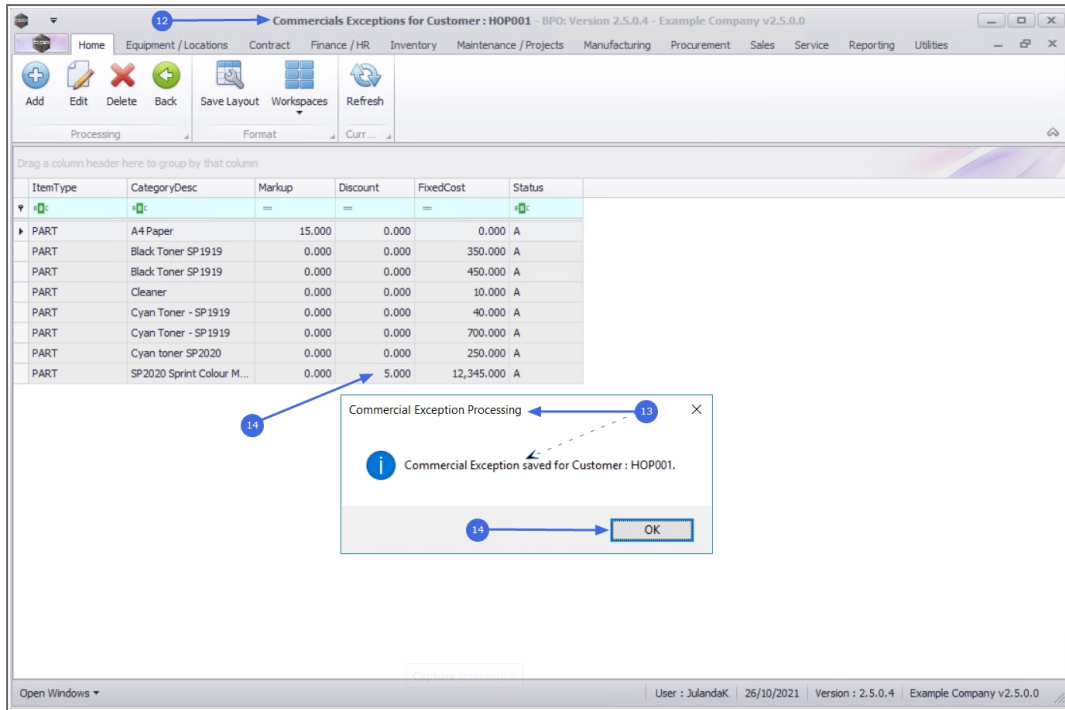 12
Commercials Exceptions for Customer : HOP001 - BPO: Version 2.5.0.4 - Example Company v2.5.0.0
Home Equipment / Locations Contract Finance / HR Inventory Maintenance / Projects Manufacturing Procurement Sales Service Reporting Utilities
Add Edit Delete Back Save Layout Workspaces Refresh
Processing Format Curr...
Drag a column header here to group by that column
ItemType CategoryDesc Markup Discount FixedCost Status
= = =
PART A4 Paper 15.000 0.000 0.000 A
PART Black Toner SP1919 0.000 0.000 350.000 A
PART Black Toner SP1919 0.000 0.000 450.000 A
PART Cleaner 0.000 0.000 10.000 A
PART Cyan Toner - SP1919 0.000 0.000 40.000 A
PART Cyan Toner - SP1919 0.000 0.000 700.000 A
PART Cyan toner SP2020 0.000 0.000 250.000 A
PART SP2020 Sprint Colour M... 0.000 5.000 12,345.000 A
14
Commercial Exception Processing
13
Commercial Exception saved for Customer : HOP001.
14
OK
Open Windows User : JulandaK 26/10/2021 Version : 2.5.0.4 Example Company v2.5.0.0